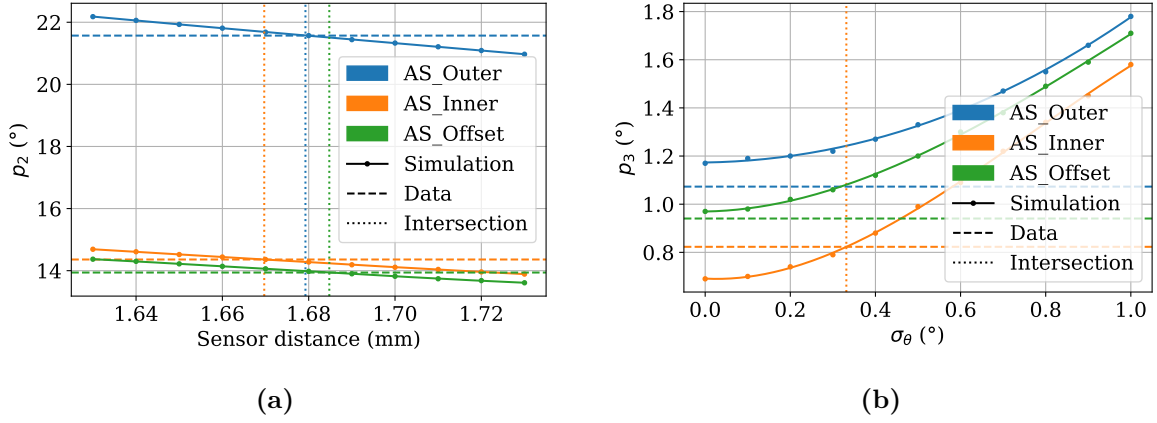 22
20
18
16
14
p2 (°)
1.64
1.66
1.68
1.70
1.72
Sensor distance (mm)
AS_Outer
AS_Inner
AS_Offset
Simulation
Data
Intersection
(a)
1.8
1.6
1.4
1.2
1.0
0.8
p3 (°)
0.0
0.2
0.4
0.6
0.8
1.0
σθ (°)
AS_Outer
AS_Inner
AS_Offset
Simulation
Data
Intersection
(b)